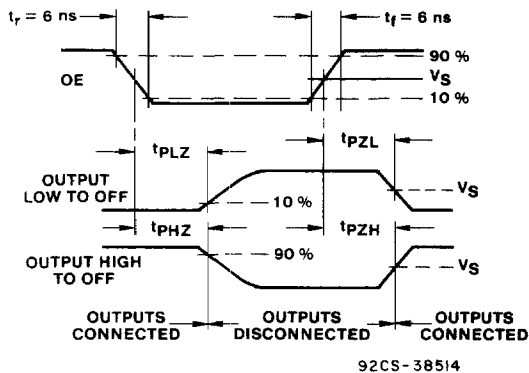 tr = 6 ns
tf = 6 ns
90 %
OE
VS
10 %
tPLZ
tPZL
OUTPUT
LOW TO OFF
10 %
VS
tPHZ
tPZH
90 %
OUTPUT HIGH
TO OFF
VS
OUTPUTS
CONNECTED
OUTPUTS
DISCONNECTED
OUTPUTS
CONNECTED
92CS-38514